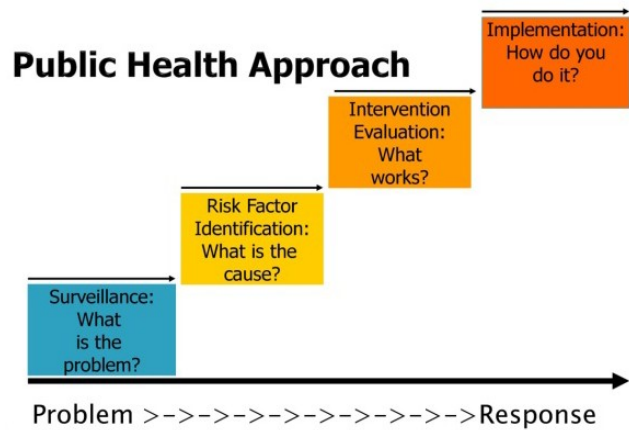 Public Health Approach
Implementation:
How do you
do it?
Intervention
Evaluation:
What
works?
Risk Factor
Identification:
What is the
cause?
Surveillance:
What
is the
problem?
Problem >->->->->->->->->->Response